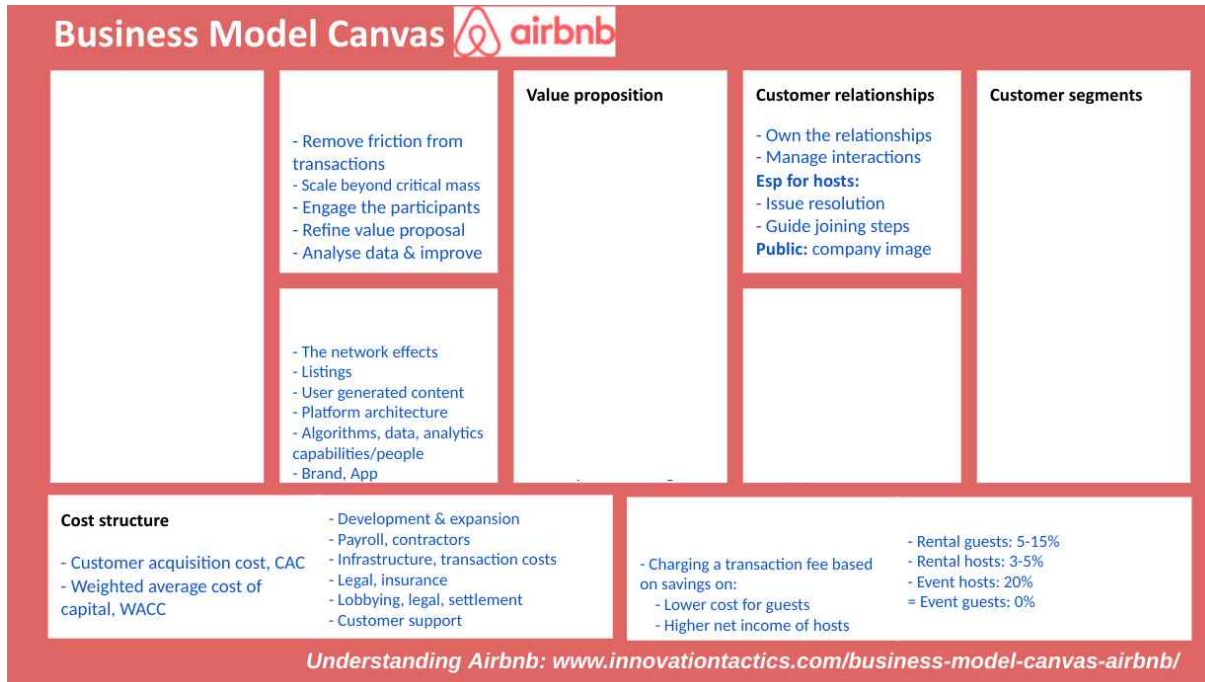 Business Model Canvas airbnb
- Remove friction from
transactions
- Scale beyond critical mass
- Engage the participants
- Refine value proposal
- Analyse data & improve
- The network effects
- Listings
- User generated content
- Platform architecture
- Algorithms, data, analytics
capabilities/people
- Brand, App
Value proposition
Customer relationships
- Own the relationships
- Manage interactions
Esp for hosts:
- Issue resolution
- Guide joining steps
Public: company image
Customer segments
Cost structure
- Customer acquisition cost, CAC
- Weighted average cost of
capital, WACC
- Development & expansion
- Payroll, contractors
- Infrastructure, transaction costs
- Legal, insurance
- Lobbying, legal, settlement
- Customer support
- Charging a transaction fee based
on savings on:
- Lower cost for guests
- Higher net income of hosts
- Rental guests: 5-15%
- Rental hosts: 3-5%
- Event hosts: 20%
= Event guests: 0%
Understanding Airbnb: www.innovationtactics.com/business-model-canvas-airbnb/